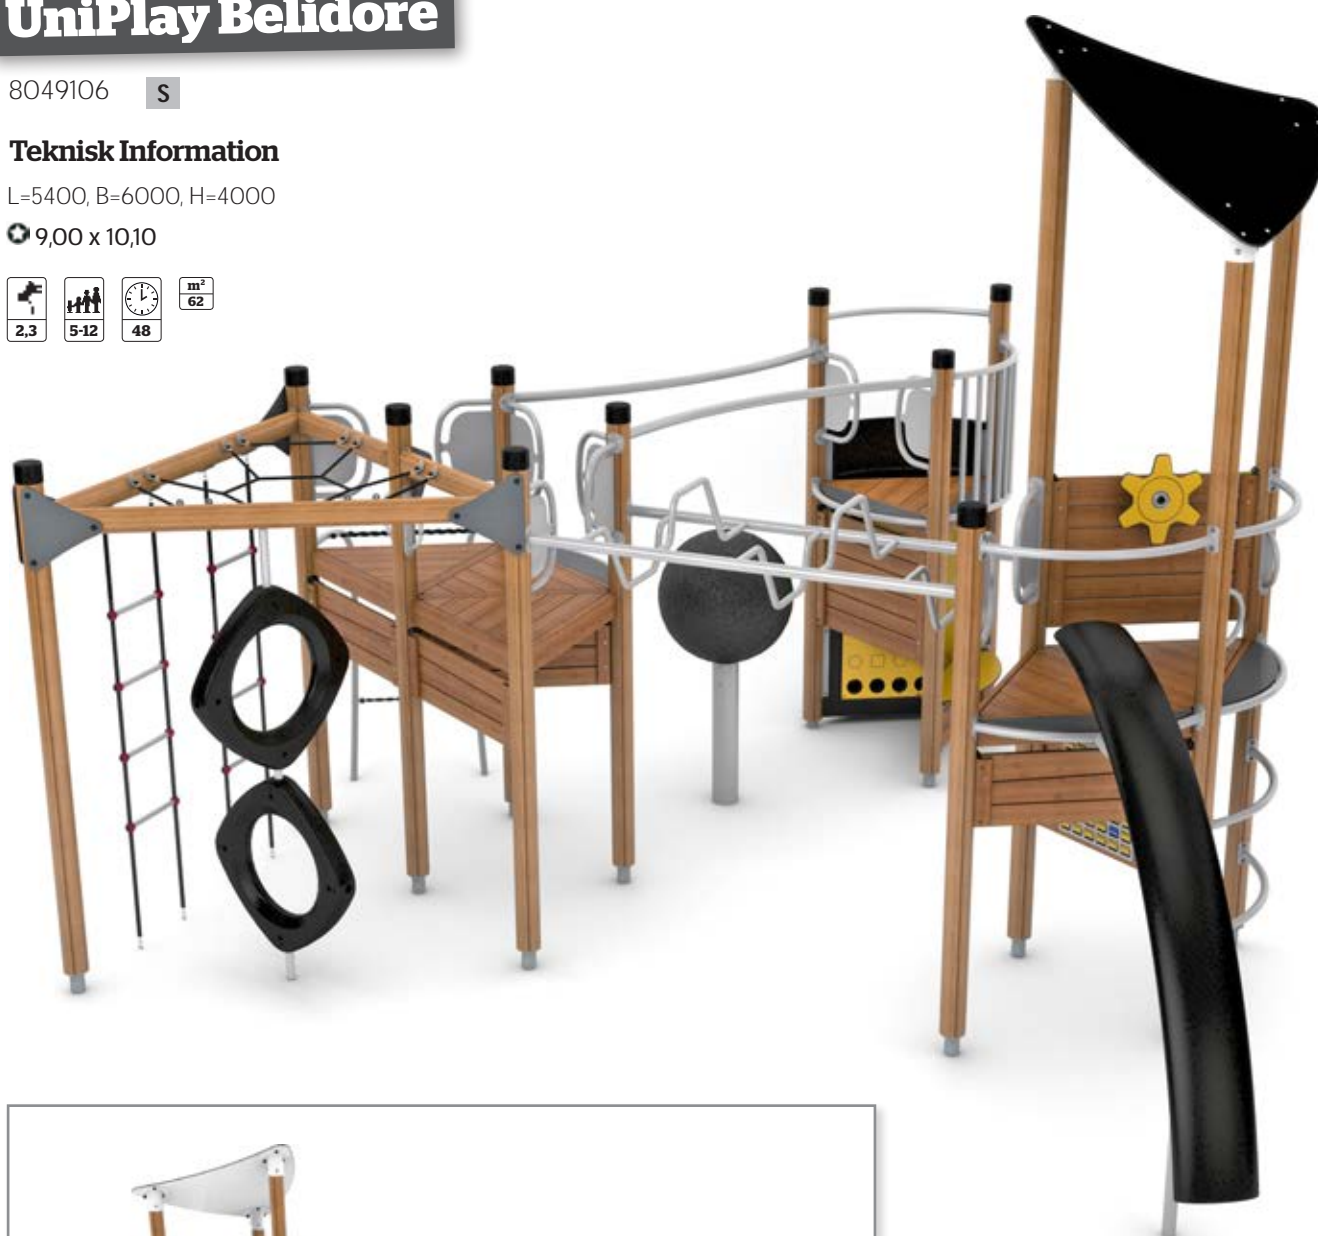 UniPlay Belidore
8049106 S
Teknisk Information
L=5400, B=6000, H=4000
9,00 x 10,10
m²
62
2,3 5-12 48